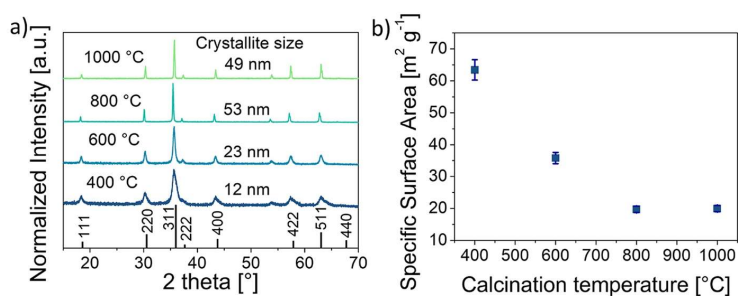 a)
Normalized Intensity [a.u.]
Crystallite size
1000 °C
49 nm
800 °C
53 nm
600 °C
23 nm
400 °C
12 nm
111
220
311
222
400
422
511
440
20 30 40 50 60 70
2 theta [°]
b)
Specific Surface Area [m² g⁻¹]
70
60
50
40
30
20
10
400 500 600 700 800 900 1000
Calcination temperature [°C]